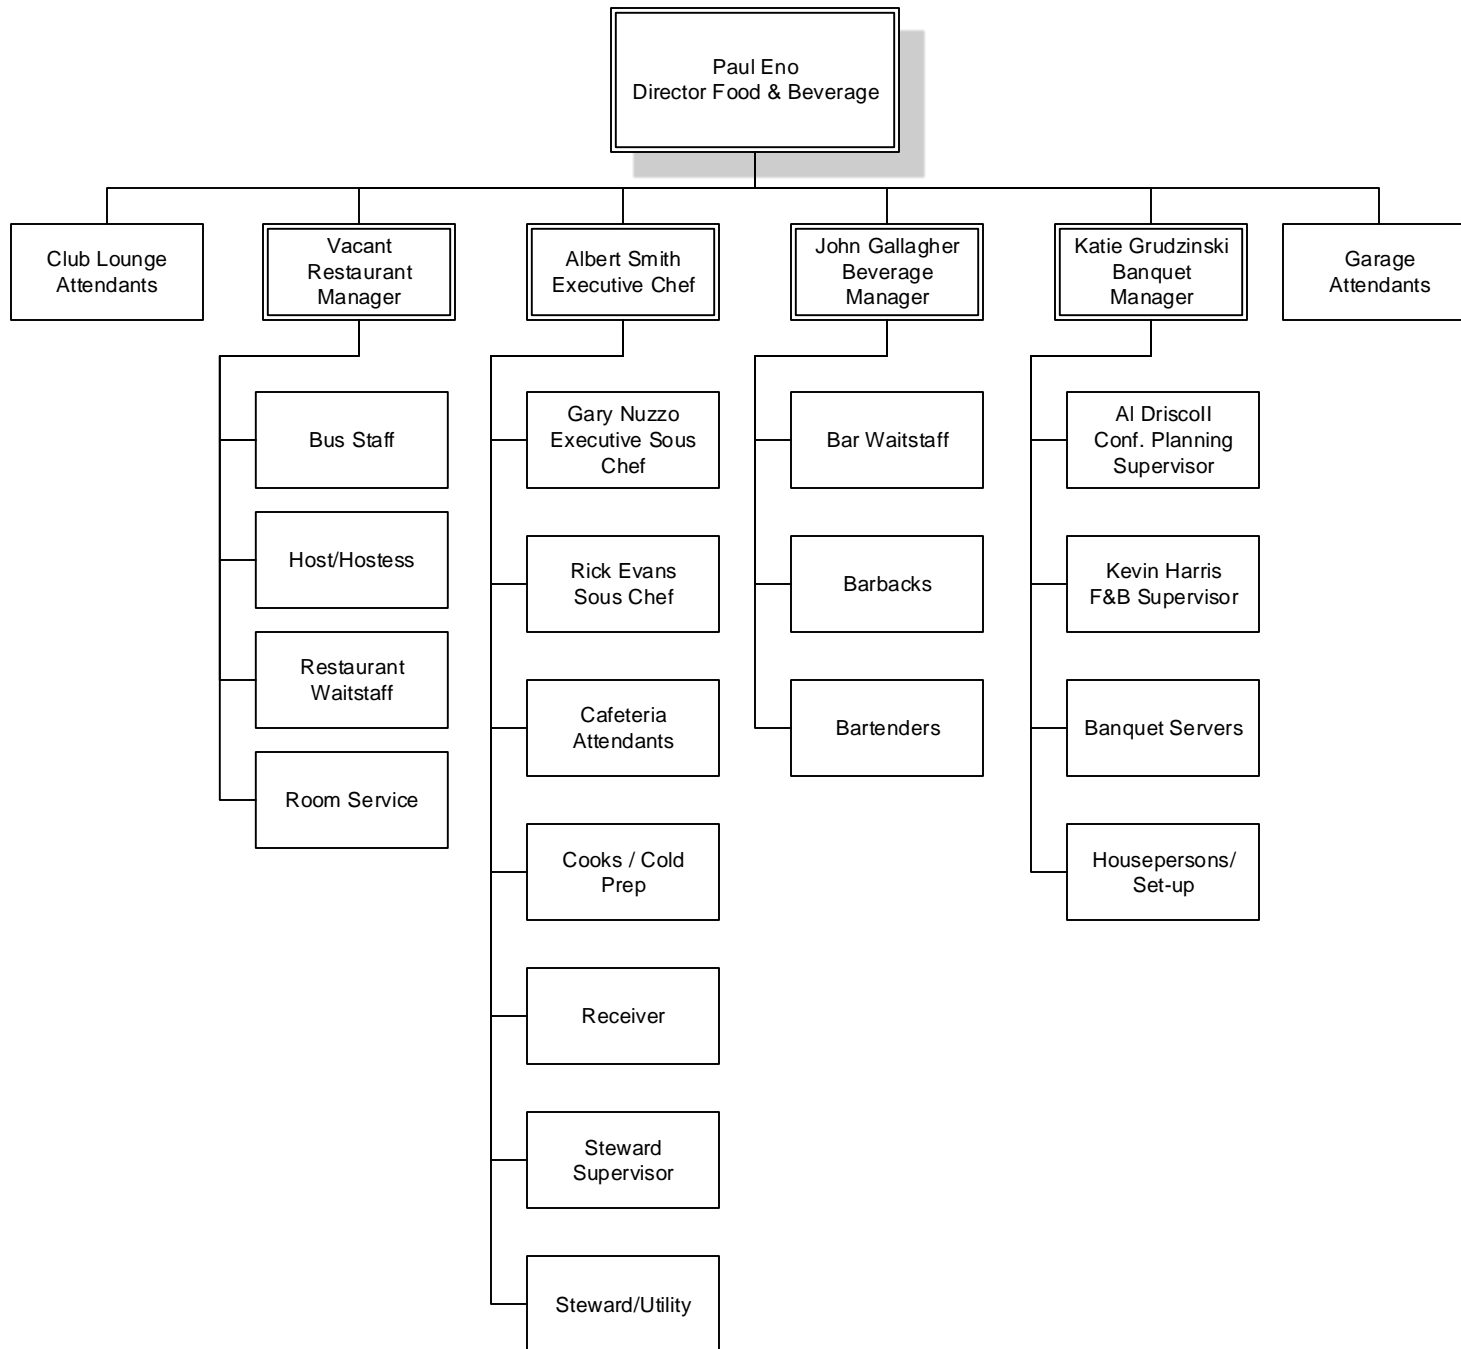 Paul Eno
Director Food & Beverage
Club Lounge
Attendants
Vacant
Restaurant
Manager
Albert Smith
Executive Chef
John Gallagher
Beverage
Manager
Katie Grudzinski
Banquet
Manager
Garage
Attendants
Bus Staff
Host/Hostess
Restaurant
Waitstaff
Room Service
Gary Nuzzo
Executive Sous
Chef
Rick Evans
Sous Chef
Cafeteria
Attendants
Cooks / Cold
Prep
Receiver
Steward
Supervisor
Steward/Utility
Bar Waitstaff
Barbacks
Bartenders
Al Driscoll
Conf. Planning
Supervisor
Kevin Harris
F&B Supervisor
Banquet Servers
Housepersons/
Set-up